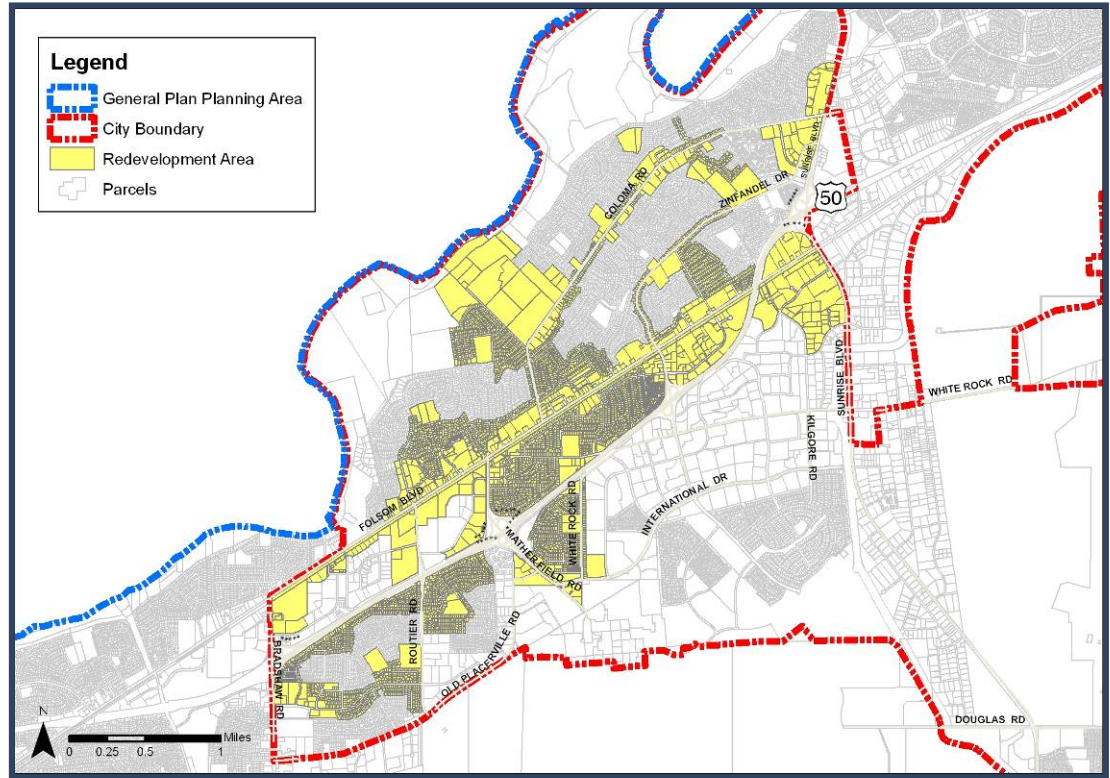 Legend
General Plan Planning Area
City Boundary
Redevelopment Area
Parcels
COLOMA RD
ZINFANDEL DR
SUNRISE BLVD
50
SUNRISE BLVD
WHITE ROCK RD
KILGORE RD
INTERNATIONAL DR
FOLSOM BLVD
WHITE ROCK RD
MATHER FIELD RD
ROUTIER RD
OLD PLACERVILLE RD
BRADSHAW RD
DOUGLAS RD
N
Miles
0 0.25 0.5 1